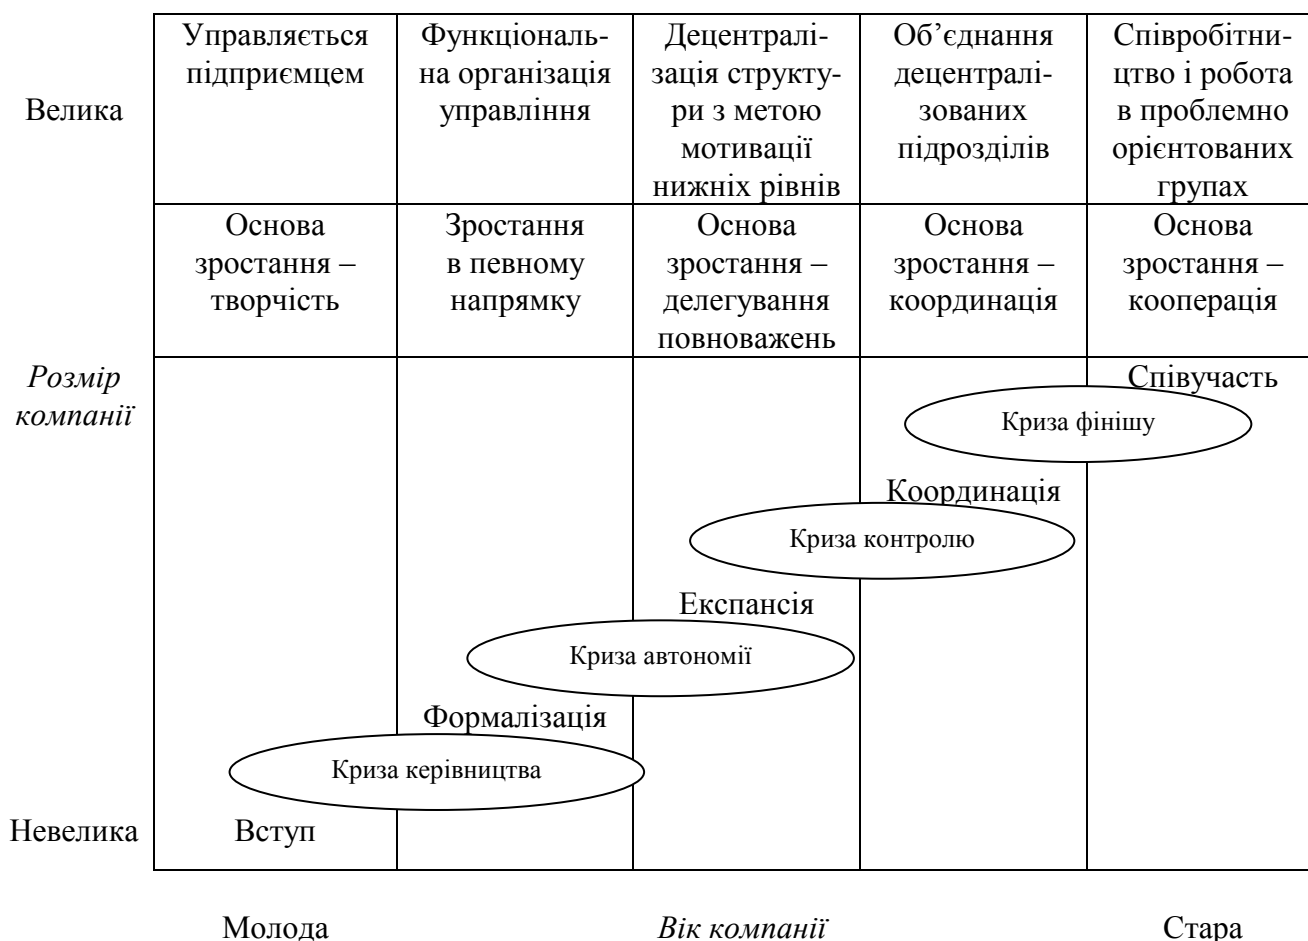 Управляється
підприємцем
Функціональ-
на організація
управління
Децентралі-
зація структу-
ри з метою
мотивації
нижніх рівнів
Об’єднання
децентралі-
зованих
підрозділів
Співробітни-
цтво і робота
в проблемно
орієнтованих
групах
Велика
Основа
зростання –
творчість
Зростання
в певному
напрямку
Основа
зростання –
делегування
повноважень
Основа
зростання –
координація
Основа
зростання –
кооперація
Розмір
компанії
Співучасть
Криза фінішу
Координація
Криза контролю
Експансія
Криза автономії
Формалізація
Криза керівництва
Невелика
Вступ
Молода
Вік компанії
Стара